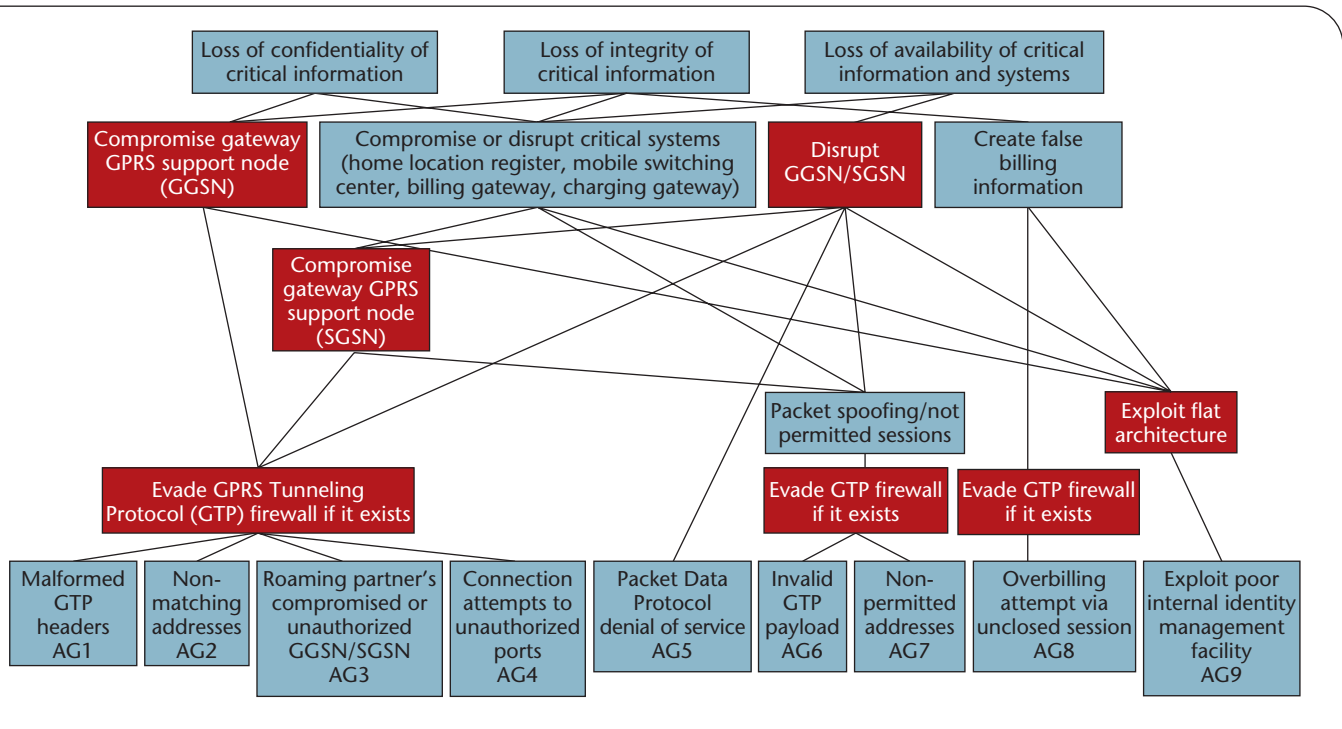 Loss of confidentiality of
critical information
Loss of integrity of
critical information
Loss of availability of critical
information and systems
Compromise gateway
GPRS support node
(GGSN)
Compromise or disrupt critical systems
(home location register, mobile switching
center, billing gateway, charging gateway)
Disrupt
GGSN/SGSN
Create false
billing
information
Compromise
gateway GPRS
support node
(SGSN)
Packet spoofing/not
permitted sessions
Exploit flat
architecture
Evade GPRS Tunneling
Protocol (GTP) firewall if it exists
Evade GTP firewall
if it exists
Evade GTP firewall
if it exists
Malformed
GTP
headers
AG1
Non-
matching
addresses
AG2
Roaming partner's
compromised or
unauthorized
GGSN/SGSN
AG3
Connection
attempts to
unauthorized
ports
AG4
Packet Data
Protocol
denial of service
AG5
Invalid
GTP
payload
AG6
Non-
permitted
addresses
AG7
Overbilling
attempt via
unclosed session
AG8
Exploit poor
internal identity
management
facility
AG9